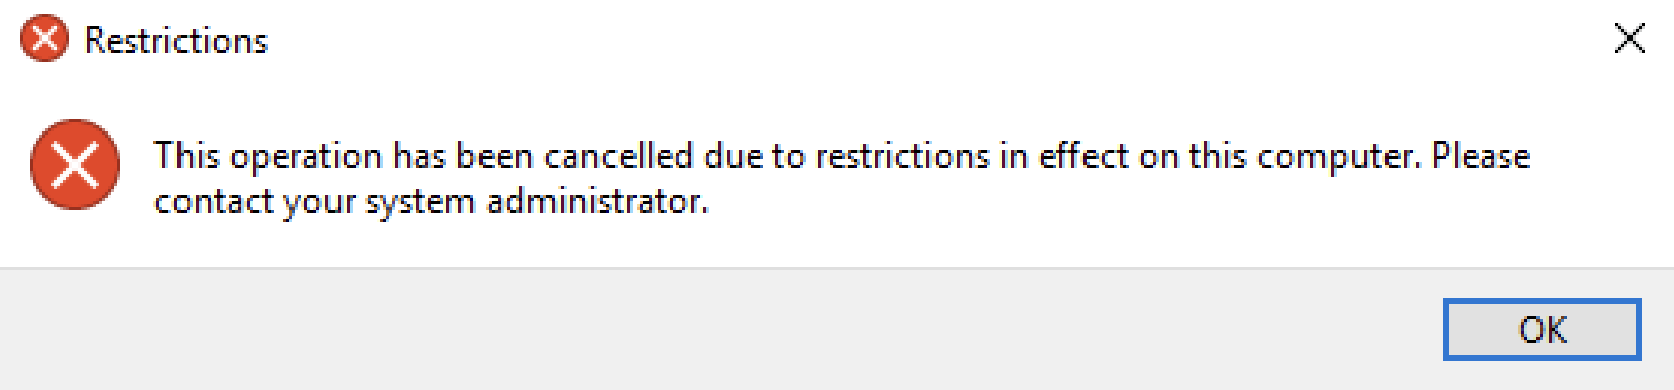 Restrictions
This operation has been cancelled due to restrictions in effect on this computer. Please
contact your system administrator.
OK